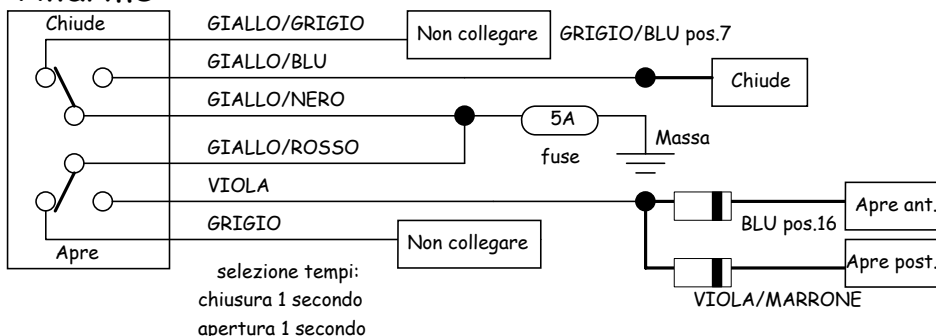 Chiude
GIALLO/GRIGIO
Non collegare
GRIGIO/BLU pos.7
GIALLO/BLU
Chiude
GIALLO/NERO
5A
fuse
Massa
GIALLO/ROSSO
VIOLA
BLU pos.16
Apre ant.
GRIGIO
Non collegare
Apre
Apre post.
VIOLA/MARRONE
selezione tempi:
chiusura 1 secondo
apertura 1 secondo